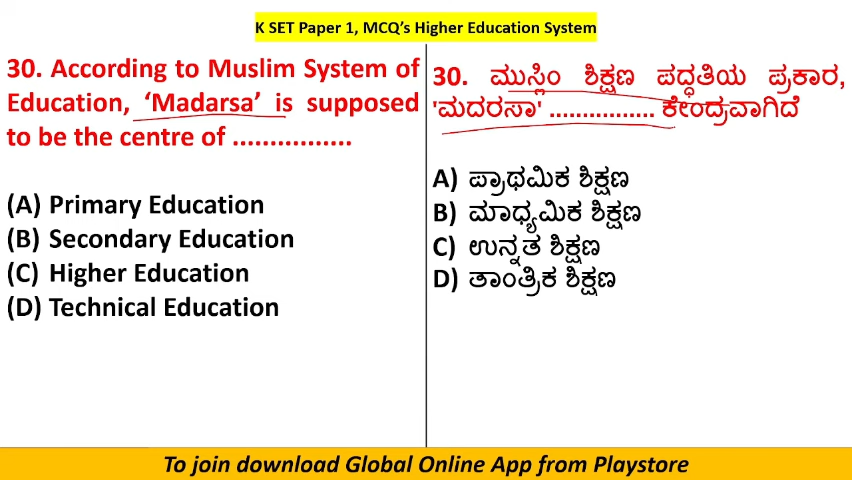 K SET Paper 1, MCQ's Higher Education System
30. According to Muslim System of
Education, 'Madarsa' is supposed
to be the centre of ................
(A) Primary Education
(B) Secondary Education
(C) Higher Education
(D) Technical Education
30. ಮುಸ್ಲಿಂ ಶಿಕ್ಷಣ ಪದ್ಧತಿಯ ಪ್ರಕಾರ,
'ಮದರಸಾ' ................ ಕೇಂದ್ರವಾಗಿದೆ
A) ಪ್ರಾಥಮಿಕ ಶಿಕ್ಷಣ
B) ಮಾಧ್ಯಮಿಕ ಶಿಕ್ಷಣ
C) ಉನ್ನತ ಶಿಕ್ಷಣ
D) ತಾಂತ್ರಿಕ ಶಿಕ್ಷಣ
To join download Global Online App from Playstore